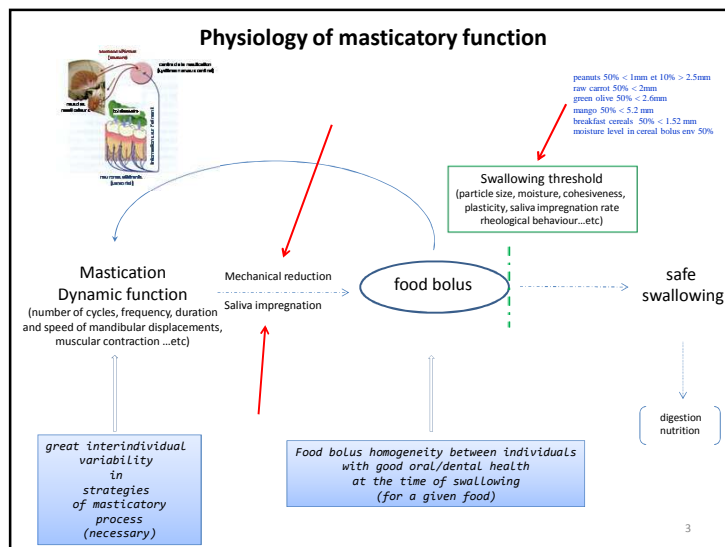 Physiology of masticatory function
peanuts 50% < 1mm et 10% > 2.5mm
raw carrot 50% < 2mm
green olive 50% < 2.6mm
mango 50% < 5.2 mm
breakfast cereals 50% < 1.52 mm
moisture level in cereal bolus env 50%
Swallowing threshold
(particle size, moisture, cohesiveness,
plasticity, saliva impregnation rate
rheological behaviour...etc)
Mastication
Dynamic function
(number of cycles, frequency, duration
and speed of mandibular displacements,
muscular contraction ...etc)
Mechanical reduction
Saliva impregnation
food bolus
safe
swallowing
digestion
nutrition
great interindividual
variability
in
strategies
of masticatory
process
(necessary)
Food bolus homogeneity between individuals
with good oral/dental health
at the time of swallowing
(for a given food)
3